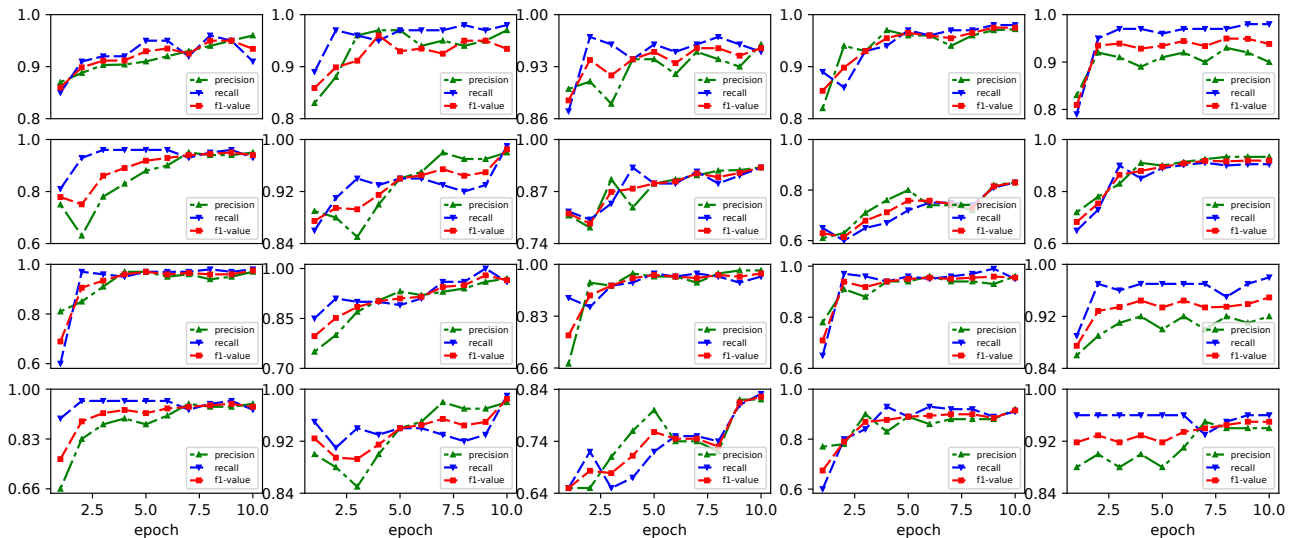 1.0 1.0 0.96 1.0 1.0
0.9 0.9 0.93 0.9 0.9
0.8 0.8 0.86 0.8 0.8
precision precision precision precision precision
recall recall recall recall recall
f1-value f1-value f1-value f1-value f1-value
1.0 1.00 1.00 1.0 1.0
0.8 0.92 0.87 0.8 0.8
0.6 0.84 0.74 0.6 0.6
precision precision precision precision precision
recall recall recall recall recall
f1-value f1-value f1-value f1-value f1-value
1.0 1.00 1.00 1.0 1.00
0.8 0.85 0.83 0.8 0.92
0.6 0.70 0.66 0.6 0.84
precision precision precision precision precision
recall recall recall recall recall
f1-value f1-value f1-value f1-value f1-value
1.00 1.00 0.84 1.0 1.00
0.83 0.92 0.74 0.8 0.92
0.66 0.84 0.64 0.6 0.84
precision precision precision precision precision
recall recall recall recall recall
f1-value f1-value f1-value f1-value f1-value
2.5 5.0 7.5 10.0 2.5 5.0 7.5 10.0 2.5 5.0 7.5 10.0 2.5 5.0 7.5 10.0 2.5 5.0 7.5 10.0
epoch epoch epoch epoch epoch